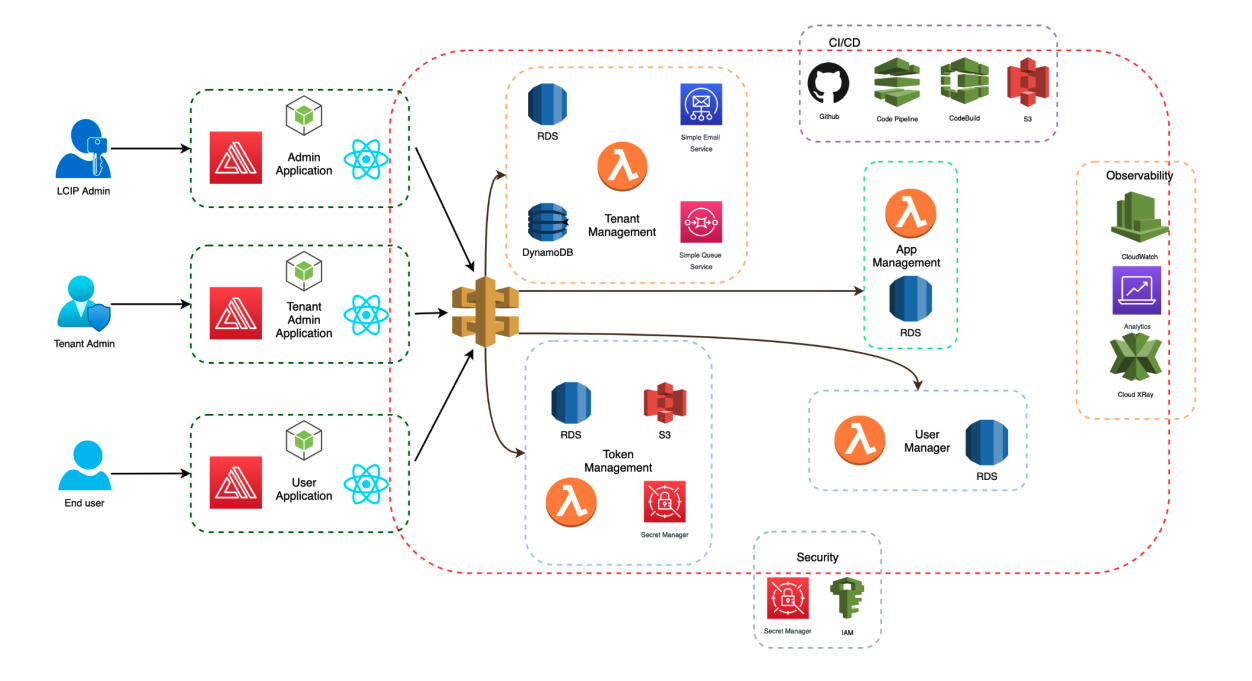 LCIP Admin
Admin
Application
Tenant Admin
Tenant
Admin
Application
End user
User
Application
RDS
Simple Email
Service
Tenant
Management
DynamoDB
Simple Queue
Service
RDS
S3
Token
Management
Secret Manager
App
Management
RDS
User
Manager
RDS
CI/CD
Github
Code Pipeline
CodeBuild
S3
Observability
CloudWatch
Analytics
Cloud XRay
Security
Secret Manager
IAM